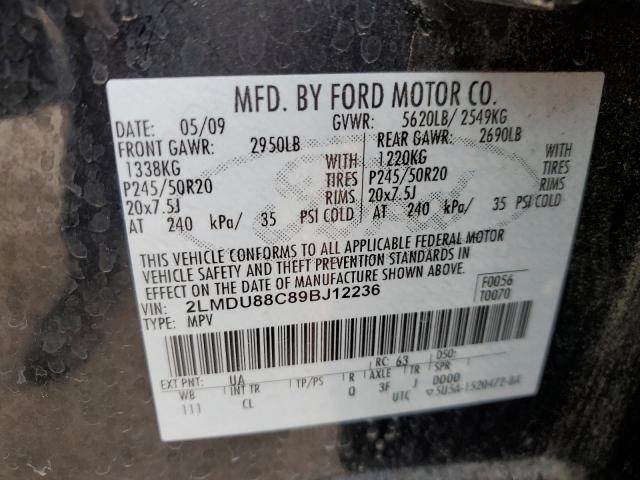 MFD. BY FORD MOTOR CO.
DATE: 05/09 GVWR: 5620LB/ 2549KG
FRONT GAWR: 2950LB REAR GAWR: 2690LB
1338KG WITH 1220KG WITH
P245/50R20 TIRES P245/50R20 TIRES
20x7.5J RIMS 20x7.5J RIMS
AT 240 kPa/ 35 PSI COLD AT 240 kPa/ 35 PSI COLD
THIS VEHICLE CONFORMS TO ALL APPLICABLE FEDERAL MOTOR
VEHICLE SAFETY AND THEFT PREVENTION STANDARDS IN
EFFECT ON THE DATE OF MANUFACTURE SHOWN ABOVE.
VIN: 2LMDU88C89BJ12236 F0056
TYPE: MPV T0070
EXT PNT: UA RC: 63 DSO:
WB INT TR TP/PS R AXLE TR SPR
111 CL Q 3F J DDDD
UTC 5U5A-1520472-BA